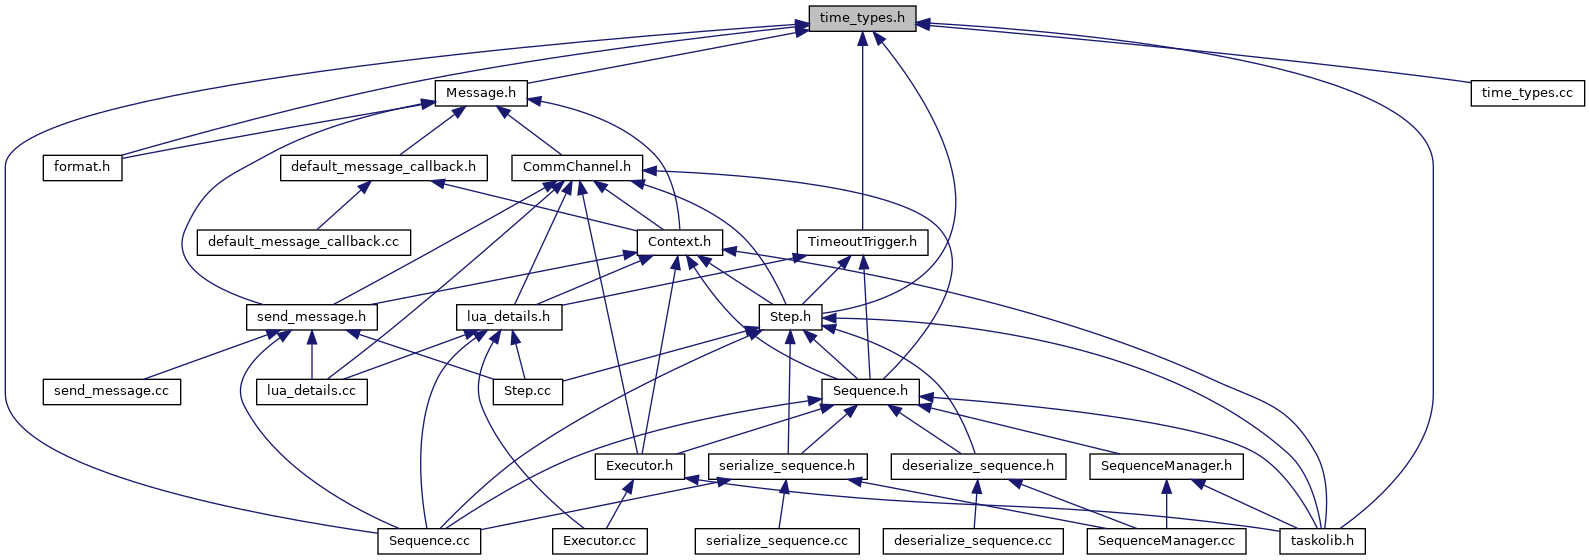 time_types.h
Message.h
time_types.cc
format.h
default_message_callback.h
CommChannel.h
default_message_callback.cc
Context.h
TimeoutTrigger.h
send_message.h
lua_details.h
Step.h
send_message.cc
lua_details.cc
Step.cc
Sequence.h
Executor.h
serialize_sequence.h
deserialize_sequence.h
SequenceManager.h
Sequence.cc
Executor.cc
serialize_sequence.cc
deserialize_sequence.cc
SequenceManager.cc
taskolib.h